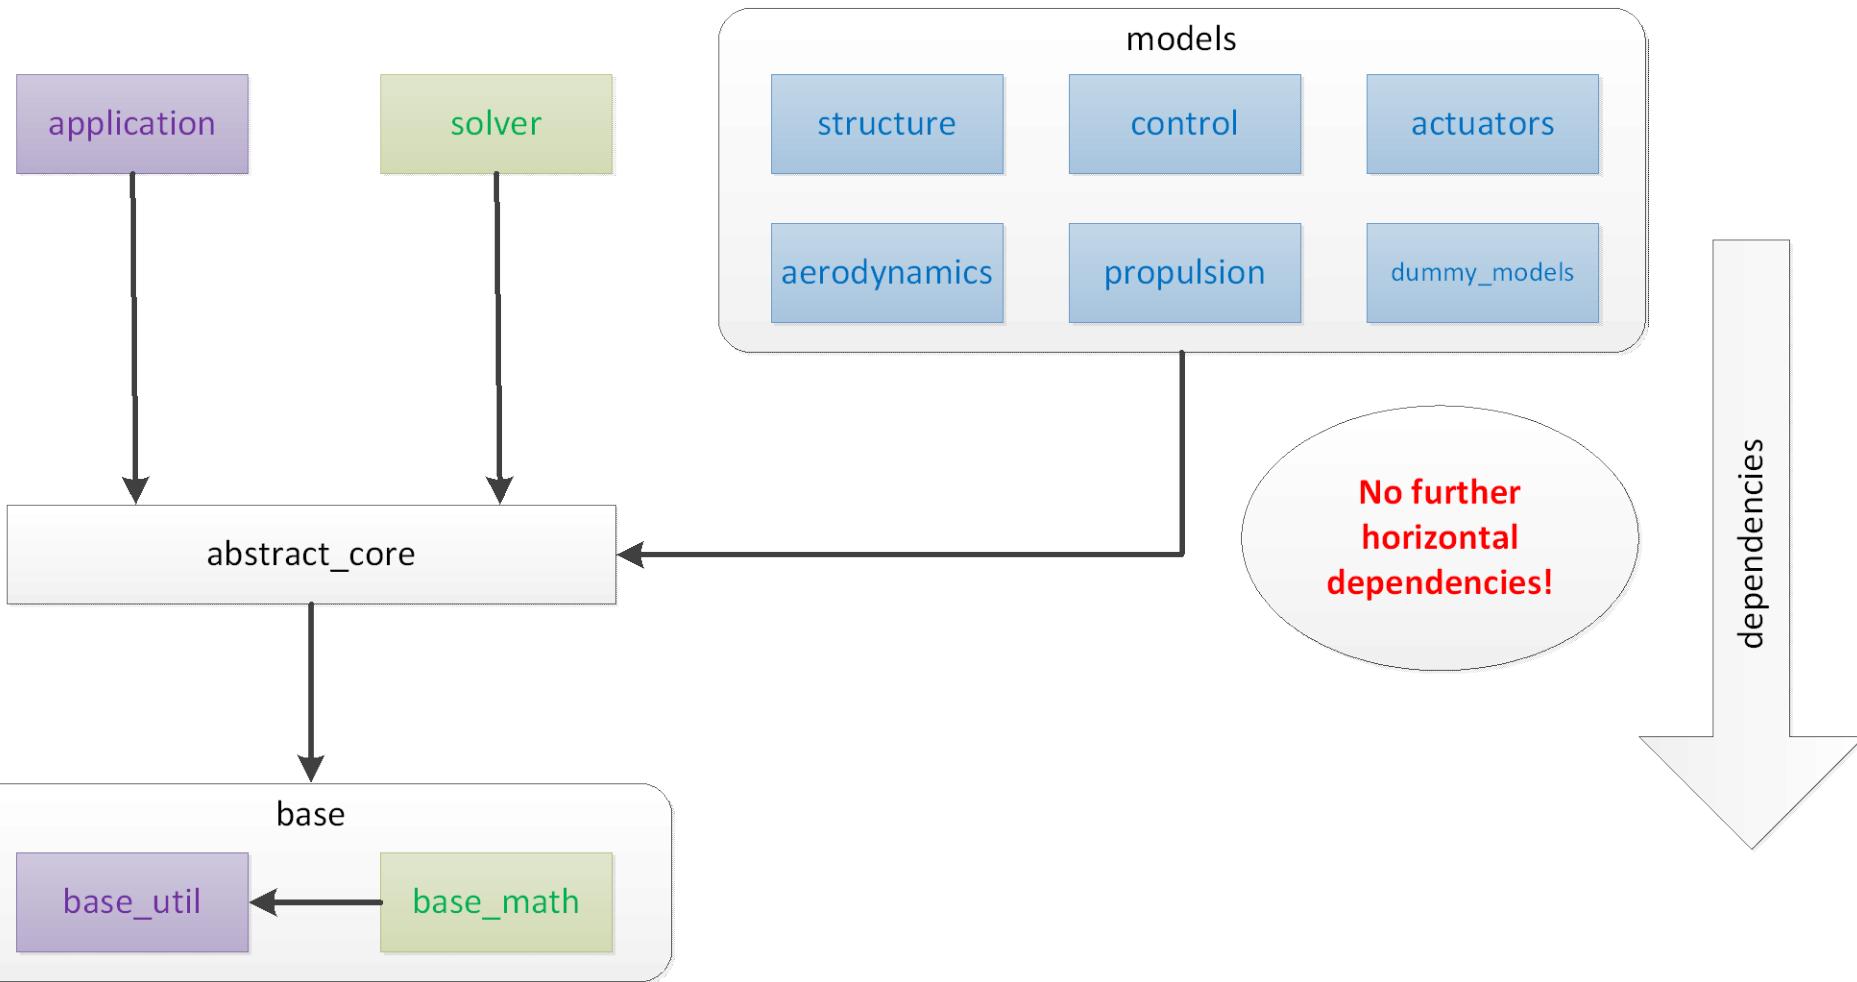 models
application
solver
structure
control
actuators
aerodynamics
propulsion
dummy_models
No further
horizontal
dependencies!
dependencies
abstract_core
base
base_util
base_math